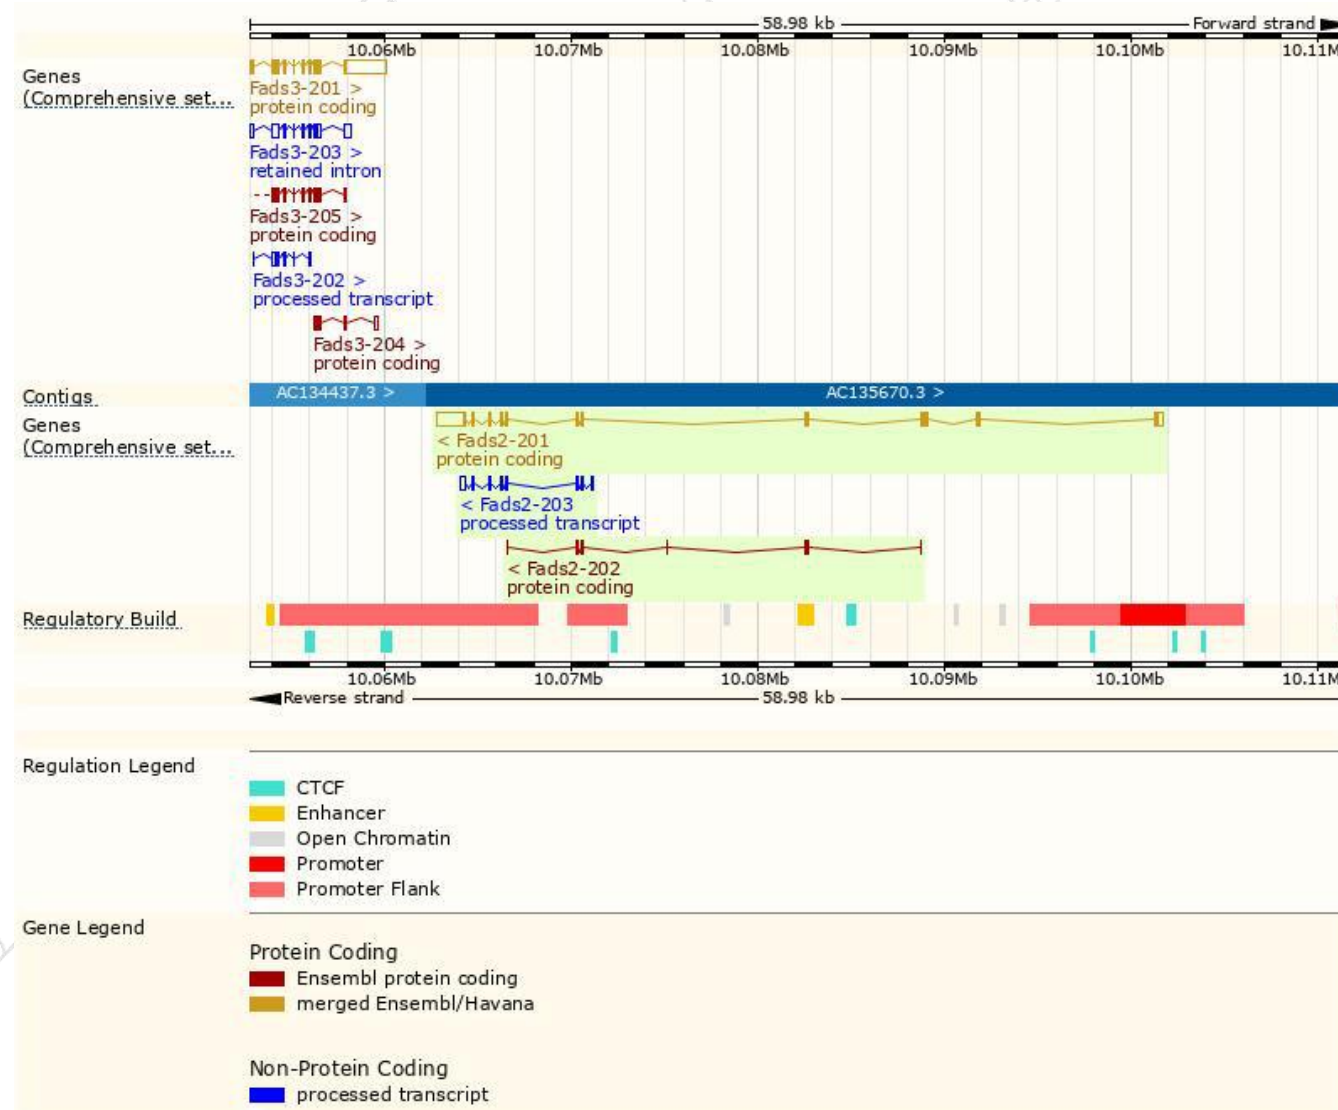 58.98 kb Forward strand
10.06Mb 10.07Mb 10.08Mb 10.09Mb 10.10Mb 10.11M
Genes
(Comprehensive set...
Fads3-201 >
protein coding
Fads3-203 >
retained intron
Fads3-205 >
protein coding
Fads3-202 >
processed transcript
Fads3-204 >
protein coding
Contigs
AC134437.3 > AC135670.3 >
Genes
(Comprehensive set...
< Fads2-201
protein coding
< Fads2-203
processed transcript
< Fads2-202
protein coding
Regulatory Build
10.06Mb 10.07Mb 10.08Mb 10.09Mb 10.10Mb 10.11M
Reverse strand 58.98 kb
Regulation Legend
CTCF
Enhancer
Open Chromatin
Promoter
Promoter Flank
Gene Legend
Protein Coding
Ensembl protein coding
merged Ensembl/Havana
Non-Protein Coding
processed transcript